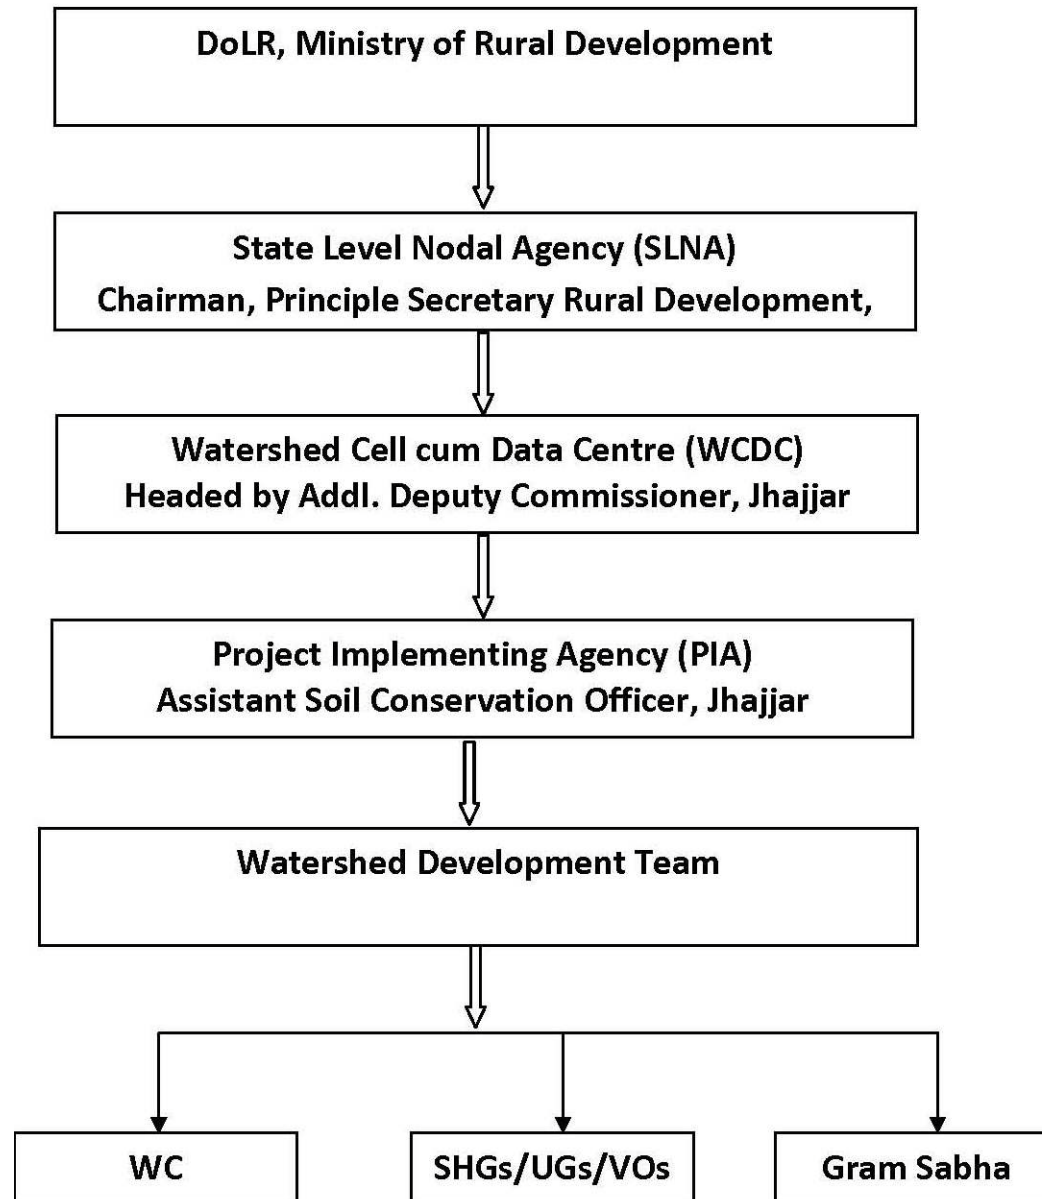 DoLR, Ministry of Rural Development
State Level Nodal Agency (SLNA)
Chairman, Principle Secretary Rural Development,
Watershed Cell cum Data Centre (WCDC)
Headed by Addl. Deputy Commissioner, Jhajjar
Project Implementing Agency (PIA)
Assistant Soil Conservation Officer, Jhajjar
Watershed Development Team
WC
SHGs/UGs/VOs
Gram Sabha